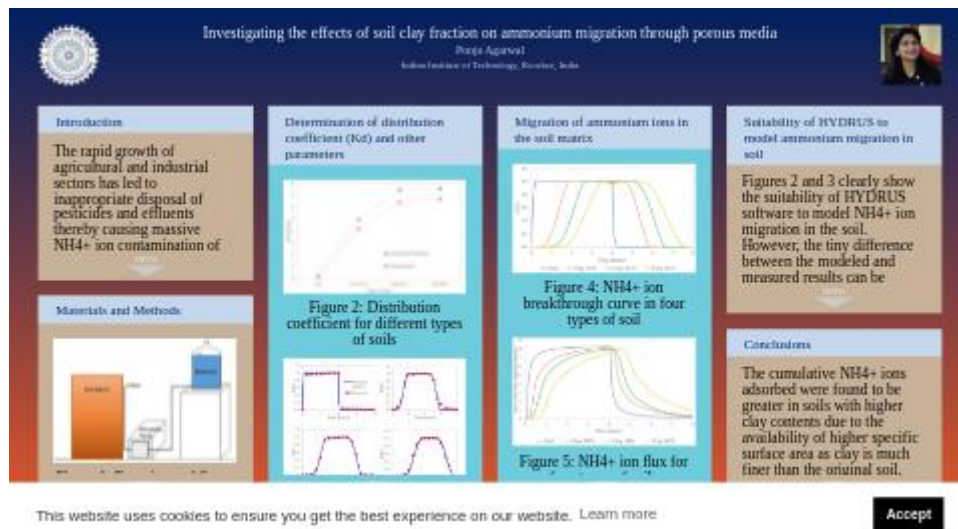 Investigating the effects of soil clay fraction on ammonium migration through porous media
Pooja Agarwal
Indian Institute of Technology, Roorkee, India
Introduction
The rapid growth of
agricultural and industrial
sectors has led to
inappropriate disposal of
pesticides and effluents
thereby causing massive
NH4+ ion contamination of
Materials and Methods
Determination of distribution
coefficient (Kd) and other
parameters
Figure 2: Distribution
coefficient for different types
of soils
Migration of ammonium ions in
the soil matrix
Figure 4: NH4+ ion
breakthrough curve in four
types of soil
Figure 5: NH4+ ion flux for
Suitability of HYDRUS to
model ammonium migration in
soil
Figures 2 and 3 clearly show
the suitability of HYDRUS
software to model NH4+ ion
migration in the soil.
However, the tiny difference
between the modeled and
measured results can be
Conclusions
The cumulative NH4+ ions
adsorbed were found to be
greater in soils with higher
clay contents due to the
availability of higher specific
surface area as clay is much
finer than the original soil.
This website uses cookies to ensure you get the best experience on our website. Learn more
Accept